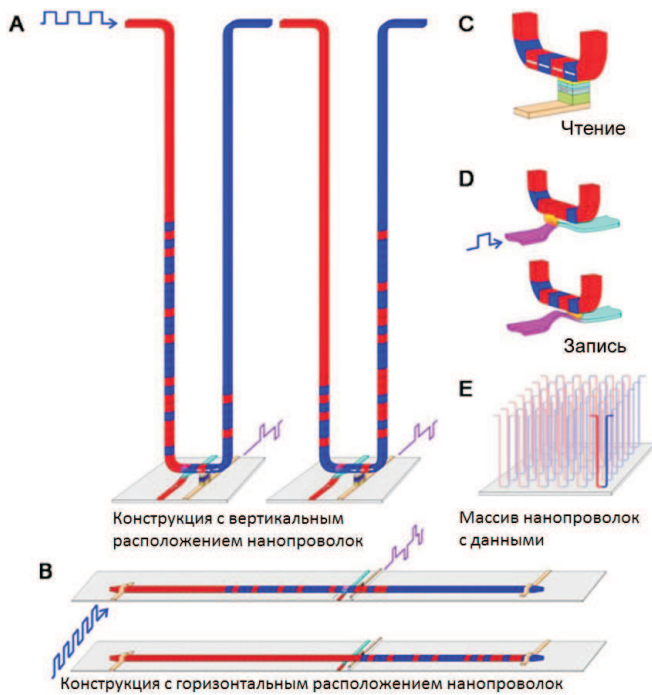 A
C
Чтение
D
Запись
E
Конструкция с вертикальным
расположением нанопроволок
Массив нанопроволок
с данными
B
Конструкция с горизонтальным расположением нанопроволок